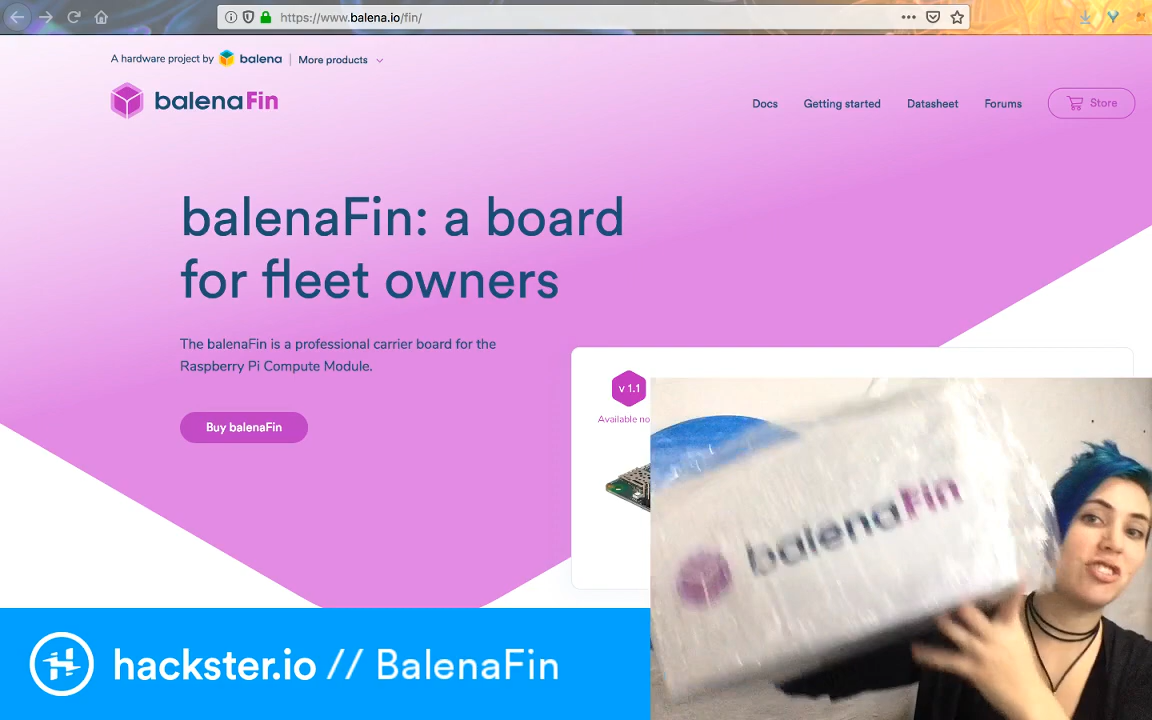 https://www.balena.io/fin/
A hardware project by balena | More products
balenaFin
Docs Getting started Datasheet Forums Store
balenaFin: a board
for fleet owners
The balenaFin is a professional carrier board for the
Raspberry Pi Compute Module.
Buy balenaFin
v 1.1
Available no
balenaFin
hackster.io // BalenaFin